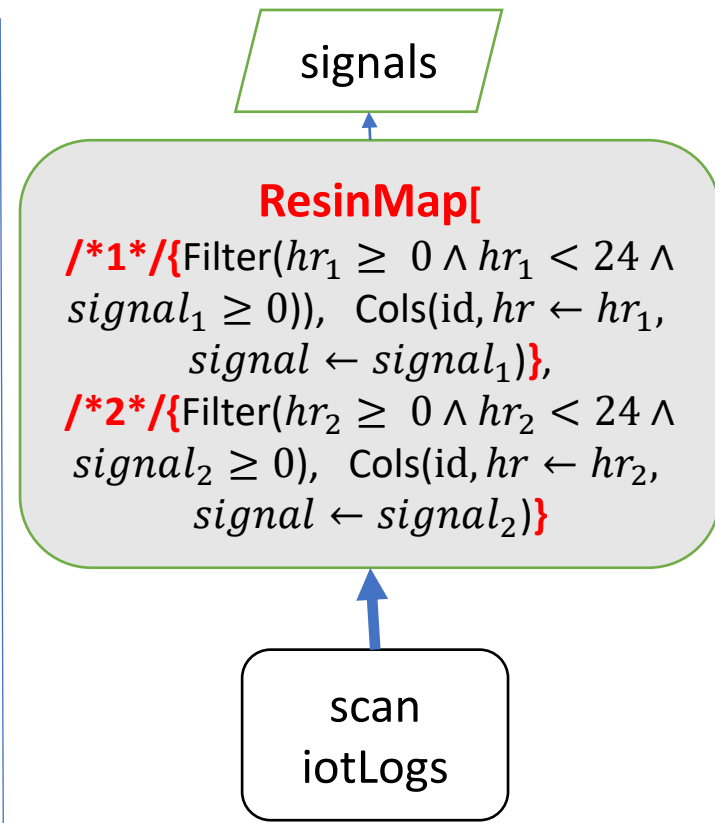 signals
ResinMap[
/*1*/{Filter(hr₁ ≥ 0 ∧ hr₁ < 24 ∧
signal₁ ≥ 0)), Cols(id, hr ← hr₁,
signal ← signal₁)},
/*2*/{Filter(hr₂ ≥ 0 ∧ hr₂ < 24 ∧
signal₂ ≥ 0), Cols(id, hr ← hr₂,
signal ← signal₂)}
scan
iotLogs